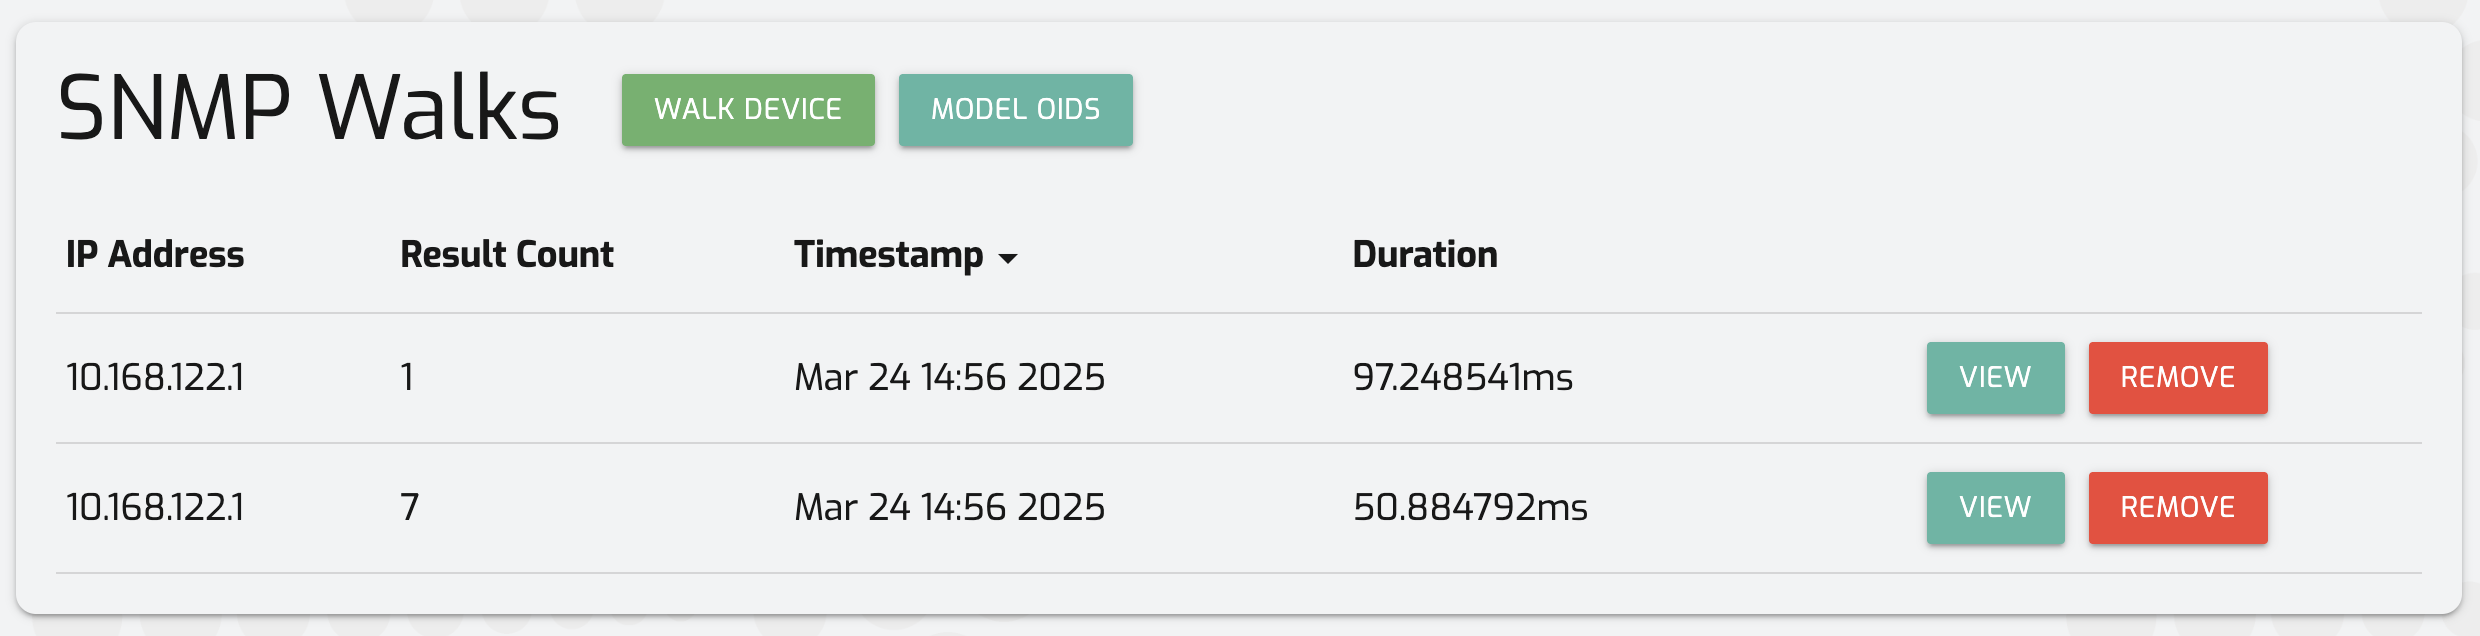 SNMP Walks WALK DEVICE MODEL OIDS
IP Address Result Count Timestamp Duration
10.168.122.1 1 Mar 24 14:56 2025 97.248541ms VIEW REMOVE
10.168.122.1 7 Mar 24 14:56 2025 50.884792ms VIEW REMOVE